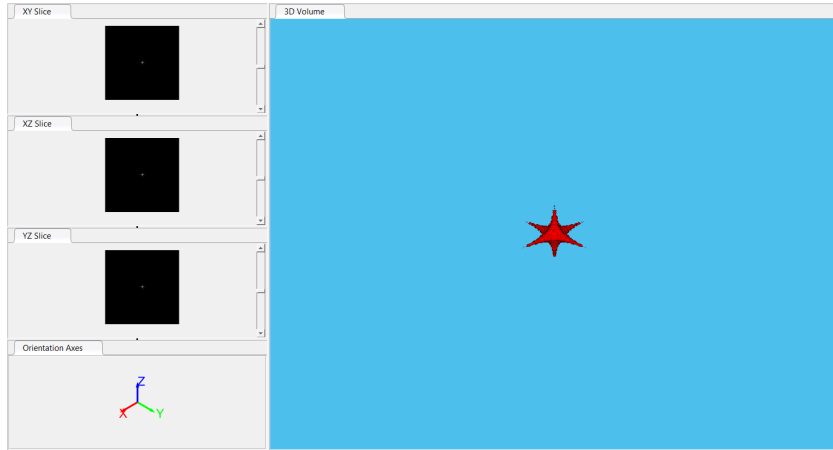 XY Slice
3D Volume
XZ Slice
YZ Slice
Orientation Axes
Z
X
Y